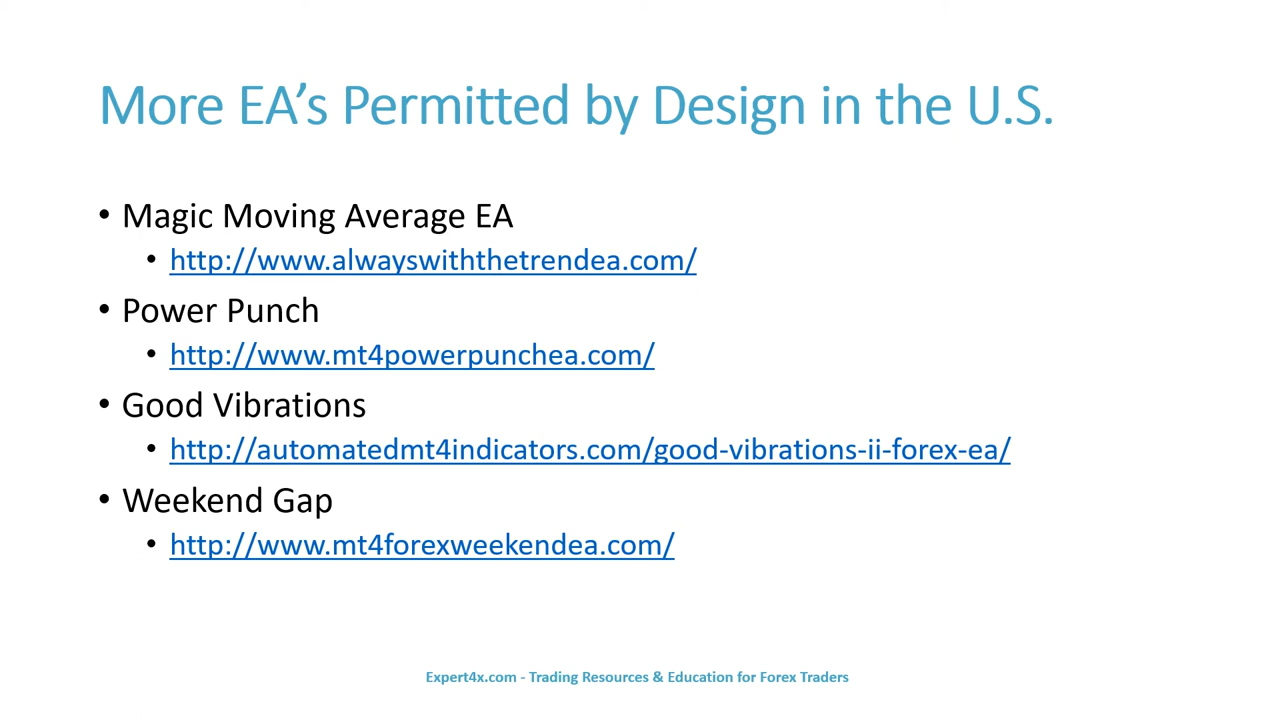 More EA’s Permitted by Design in the U.S.
• Magic Moving Average EA
• http://www.alwayswiththetrendea.com/
• Power Punch
• http://www.mt4powerpunchea.com/
• Good Vibrations
• http://automatedmt4indicators.com/good-vibrations-ii-forex-ea/
• Weekend Gap
• http://www.mt4forexweekendea.com/
Expert4x.com - Trading Resources & Education for Forex Traders